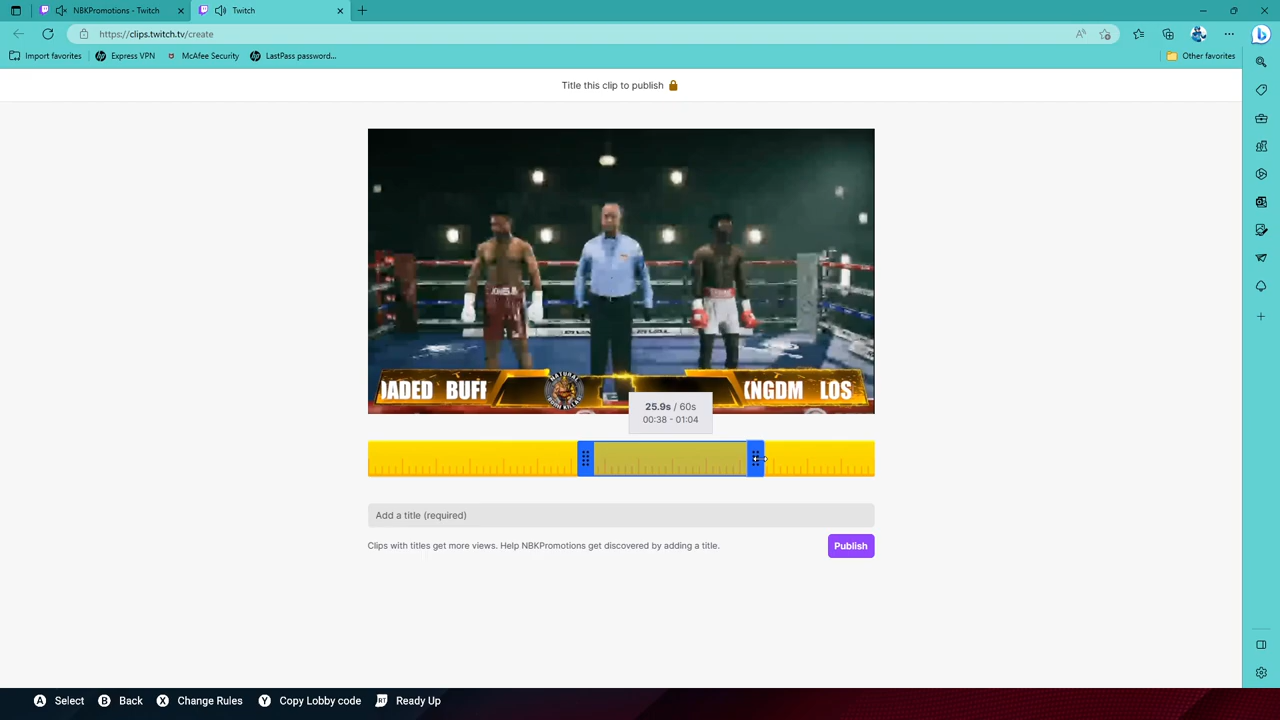 NBKPromotions - Twitch
Twitch
https://clips.twitch.tv/create
Import favorites
Express VPN
McAfee Security
LastPass password...
Other favorites
Title this clip to publish
NATURAL
DADED BUFF
KNGDM LOS
25.9s / 60s
00:38 - 01:04
Add a title (required)
Clips with titles get more views. Help NBKPromotions get discovered by adding a title.
Publish
A Select
B Back
X Change Rules
Y Copy Lobby code
RT Ready Up